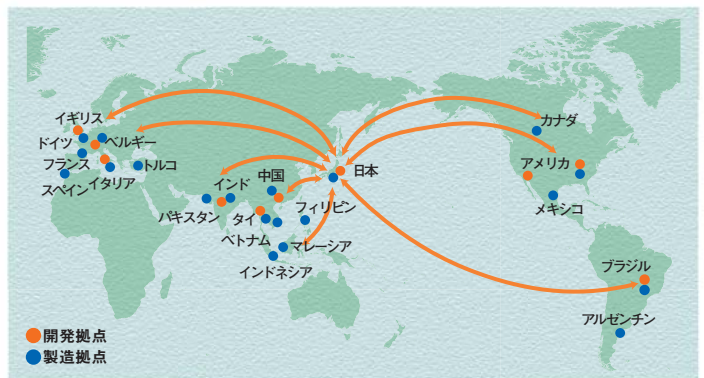 イギリス
ドイツ
ベルギー
フランス
トルコ
スペイン
イタリア
インド
中国
日本
パキスタン
タイ
フィリピン
ベトナム
マレーシア
インドネシア
カナダ
アメリカ
メキシコ
ブラジル
アルゼンチン
開発拠点
製造拠点